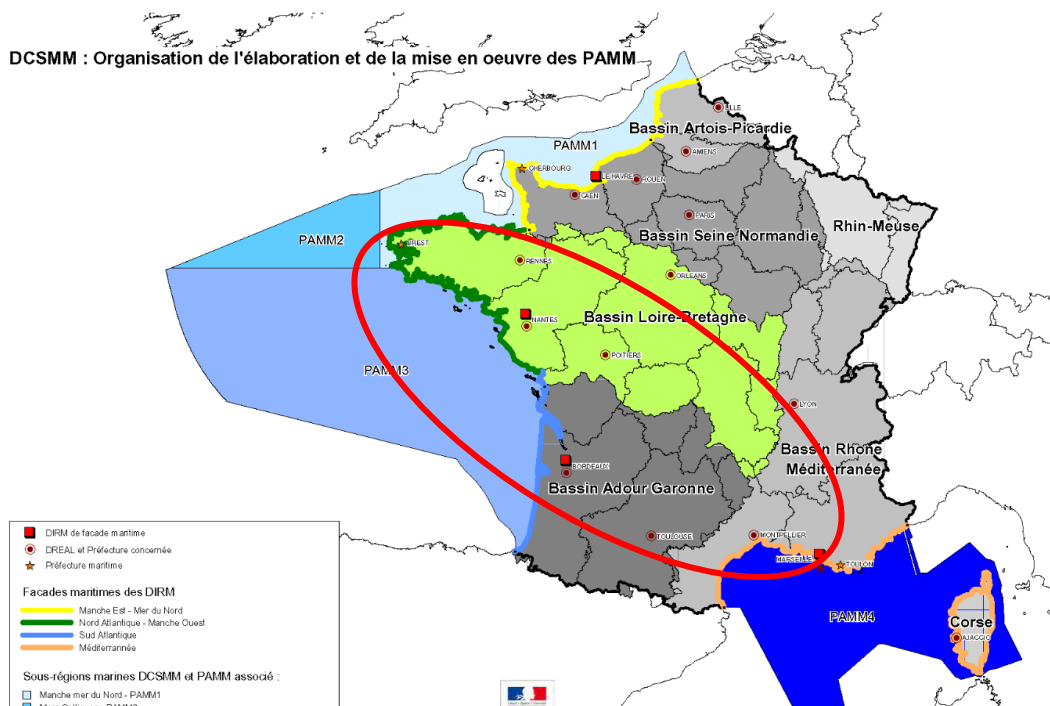 DCSMM : Organisation de l'élaboration et de la mise en oeuvre des PAMM
LILLE
Bassin Artois-Picardie
PAMM1
AMIENS
CHERBOURG
LE HAVRE
ROUEN
CAEN
PARIS
Rhin-Meuse
PAMM2
Bassin Seine Normandie
BREST
RENNES
ORLEANS
NANTES
Bassin Loire-Bretagne
POITIERS
PAMM3
LYON
Bassin Rhone
Méditerranée
BORDEAUX
Bassin Adour Garonne
TOULOUSE
MONTPELLIER
MARSEILLE
TOULON
PAMM4
Corse
AJACCIO
DIRM de facade maritime
DREAL et Préfecture concernée
Préfecture maritime
Facades maritimes des DIRM
Manche Est - Mer du Nord
Nord Atlantique - Manche Ouest
Sud Atlantique
Méditerrannée
Sous-régions marines DCSMM et PAMM associé :
Manche mer du Nord - PAMM1